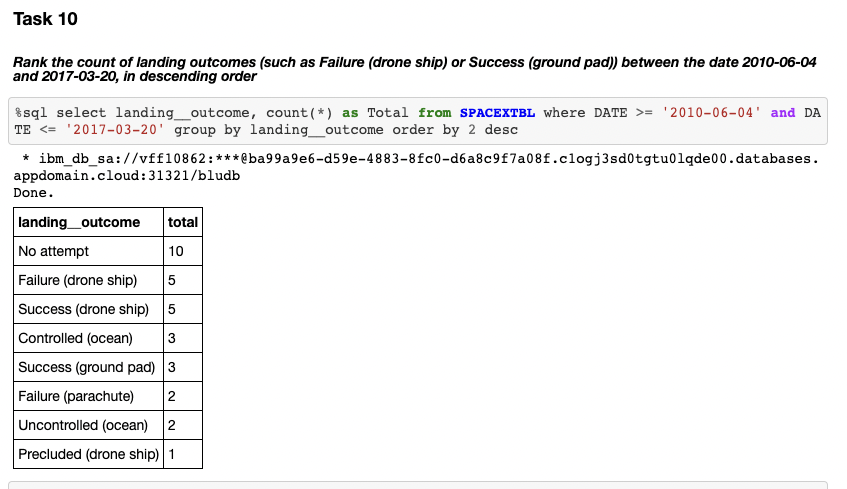 Task 10
Rank the count of landing outcomes (such as Failure (drone ship) or Success (ground pad)) between the date 2010-06-04
and 2017-03-20, in descending order
%sql select landing__outcome, count(*) as Total from SPACEXTBL where DATE >= '2010-06-04' and DA
TE <= '2017-03-20' group by landing__outcome order by 2 desc
* ibm_db_sa://vff10862:***@ba99a9e6-d59e-4883-8fc0-d6a8c9f7a08f.c1ogj3sd0tgtu0lqde00.databases.
appdomain.cloud:31321/bludb
Done.
landing__outcome total
No attempt 10
Failure (drone ship) 5
Success (drone ship) 5
Controlled (ocean) 3
Success (ground pad) 3
Failure (parachute) 2
Uncontrolled (ocean) 2
Precluded (drone ship) 1